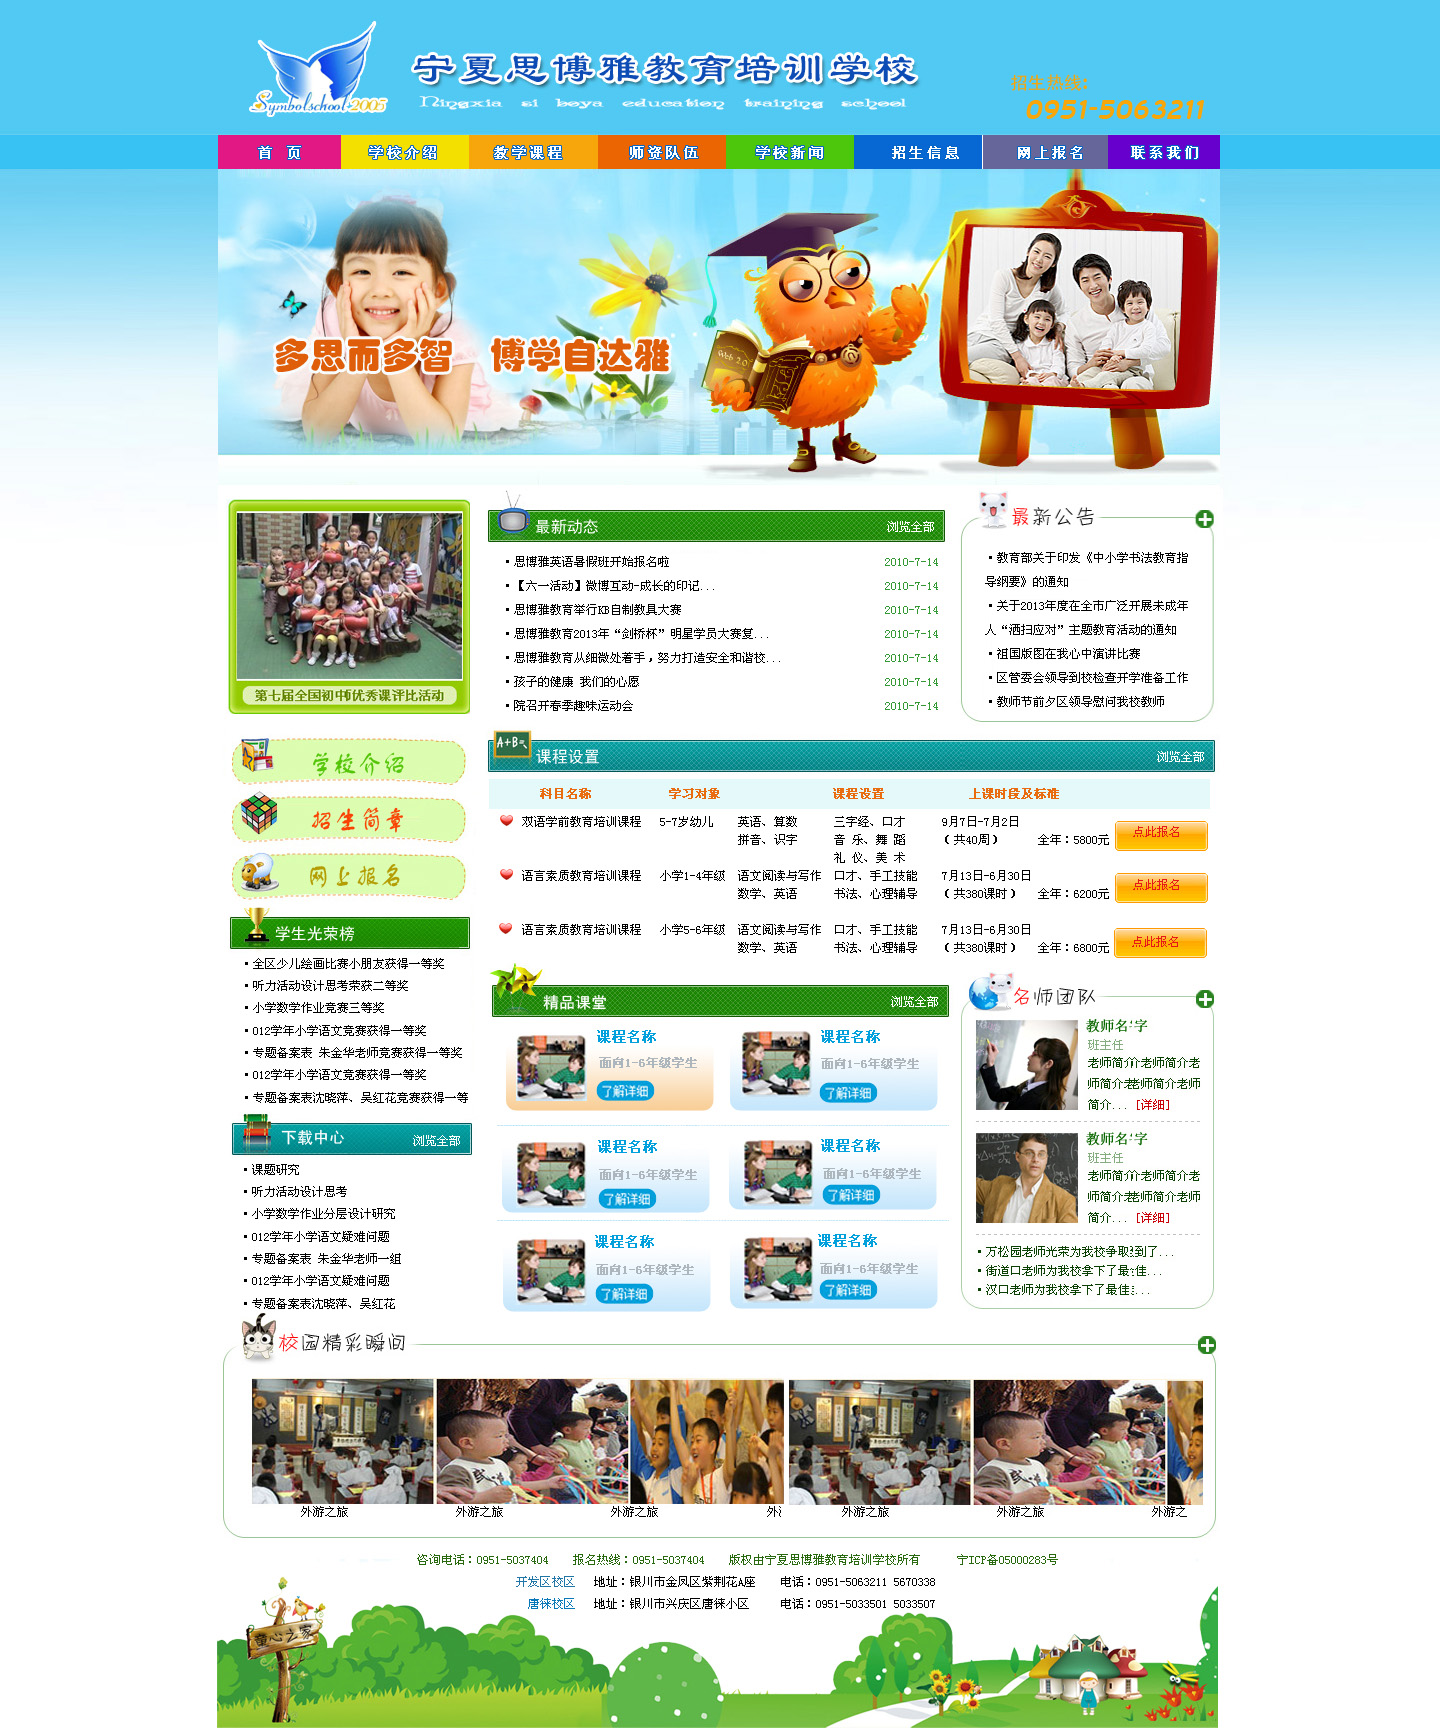 Symbolschool-2005
宁夏思博雅教育培训学校
Ningxia si boya education training school
招生热线:
0951-5063211
首 页
学校介绍
教学课程
师资队伍
学校新闻
招生信息
网上报名
联系我们
多思而多智 博学自达雅
Web 2.0
第七届全国初中师优秀课评比活动
最新动态
浏览全部
·思博雅英语暑假班开始报名啦 2010-7-14
·【六一活动】微博互动-成长的印记... 2010-7-14
·思博雅教育举行KB自制教具大赛 2010-7-14
·思博雅教育2013年“剑桥杯”明星学员大赛复... 2010-7-14
·思博雅教育从细微处着手，努力打造安全和谐校... 2010-7-14
·孩子的健康 我们的心愿 2010-7-14
·院召开春季趣味运动会 2010-7-14
最新公告
·教育部关于印发《中小学书法教育指
导纲要》的通知
·关于2013年度在全市广泛开展未成年
人“洒扫应对”主题教育活动的通知
·祖国版图在我心中演讲比赛
·区管委会领导到校检查开学准备工作
·教师节前夕区领导慰问我校教师
学校介绍
招生简章
网上报名
A+B=
课程设置
浏览全部
科目名称 学习对象 课程设置 上课时段及标准
双语学前教育培训课程 5-7岁幼儿 英语、算数 三字经、口才 9月7日-7月2日
拼音、识字 音 乐、舞 蹈 （共40周） 全年：5800元 点此报名
礼 仪、美 术
语言素质教育培训课程 小学1-4年级 语文阅读与写作 口才、手工技能 7月13日-6月30日
数学、英语 书法、心理辅导 （共380课时） 全年：6200元 点此报名
语言素质教育培训课程 小学5-6年级 语文阅读与写作 口才、手工技能 7月13日-6月30日
数学、英语 书法、心理辅导 （共380课时） 全年：6800元 点此报名
学生光荣榜
·全区少儿绘画比赛小朋友获得一等奖
·听力活动设计思考荣获二等奖
·小学数学作业竞赛三等奖
·012学年小学语文竞赛获得一等奖
·专题备案表 朱金华老师竞赛获得一等奖
·012学年小学语文竞赛获得一等奖
·专题备案表沈晓萍、吴红花竞赛获得一等
下载中心
浏览全部
·课题研究
·听力活动设计思考
·小学数学作业分层设计研究
·012学年小学语文疑难问题
·专题备案表 朱金华老师一组
·012学年小学语文疑难问题
·专题备案表沈晓萍、吴红花
精品课堂
浏览全部
课程名称
面向1-6年级学生
了解详细
课程名称
面向1-6年级学生
了解详细
课程名称
面向1-6年级学生
了解详细
课程名称
面向1-6年级学生
了解详细
课程名称
面向1-6年级学生
了解详细
课程名称
面向1-6年级学生
了解详细
名师团队
教师名字
班主任
老师简介老师简介老
师简介老师简介老师
简介... [详细]
教师名字
班主任
老师简介老师简介老
师简介老师简介老师
简介... [详细]
·万松园老师光荣为我校争取到了...
·街道口老师为我校拿下了最佳...
·汉口老师为我校拿下了最佳...
校园精彩瞬间
外游之旅 外游之旅 外游之旅 外 外游之旅 外游之旅 外游之
咨询电话：0951-5037404 报名热线：0951-5037404 版权由宁夏思博雅教育培训学校所有 宁ICP备05000283号
开发区校区 地址：银川市金凤区紫荆花A座 电话：0951-5063211 5670338
唐徕校区 地址：银川市兴庆区唐徕小区 电话：0951-5033501 5033507
童心之家